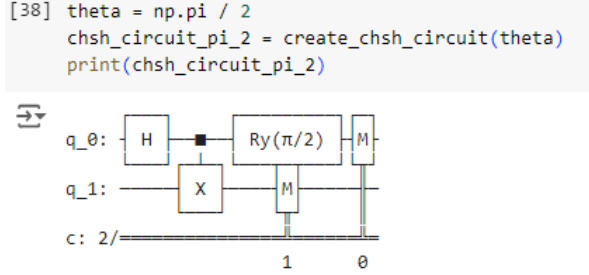 [38] theta = np.pi / 2
chsh_circuit_pi_2 = create_chsh_circuit(theta)
print(chsh_circuit_pi_2)
q_0: H Ry(π/2) M
q_1: X M
c: 2/
1 0